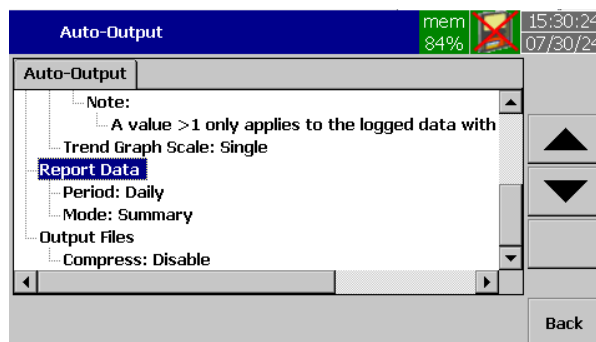 Auto-Output
mem
84%
15:30:24
07/30/24
Auto-Output
Note:
A value >1 only applies to the logged data with
Trend Graph Scale: Single
Report Data
Period: Daily
Mode: Summary
Output Files
Compress: Disable
Back